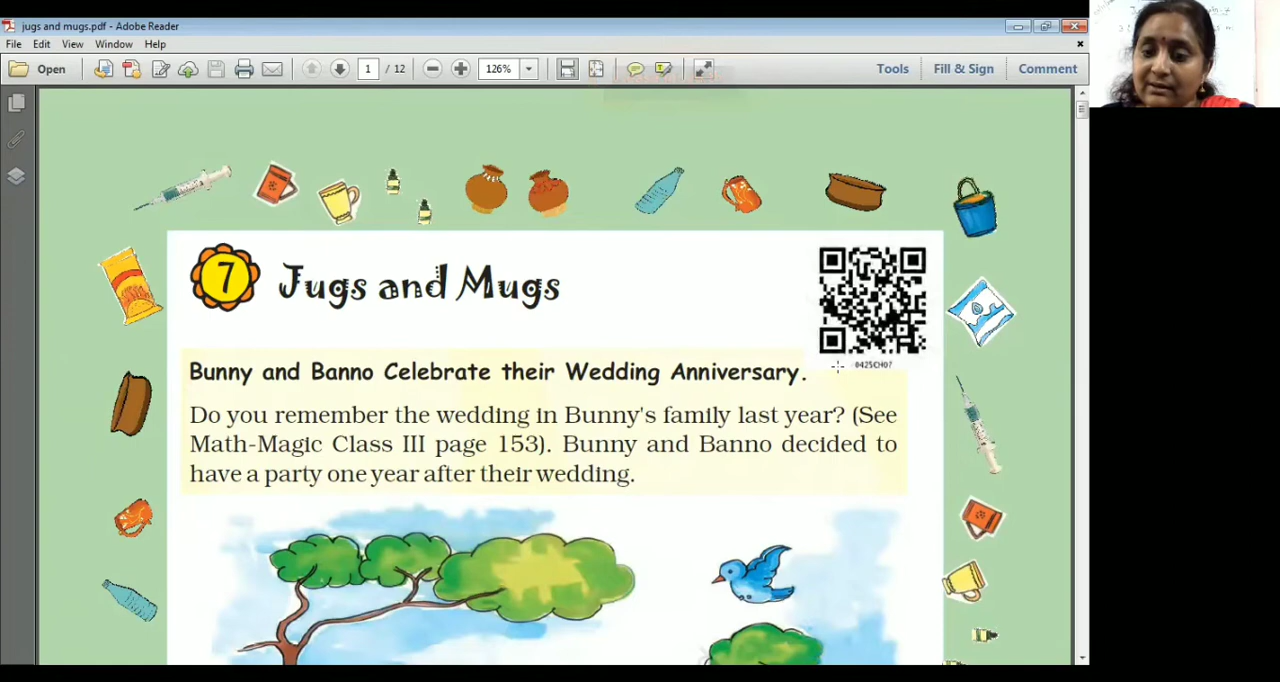 jugs and mugs.pdf - Adobe Reader
File Edit View Window Help
Open 1 / 12 126% Tools Fill & Sign Comment
7 Jugs and Mugs
0425CH07
Bunny and Banno Celebrate their Wedding Anniversary.
Do you remember the wedding in Bunny's family last year? (See
Math-Magic Class III page 153). Bunny and Banno decided to
have a party one year after their wedding.